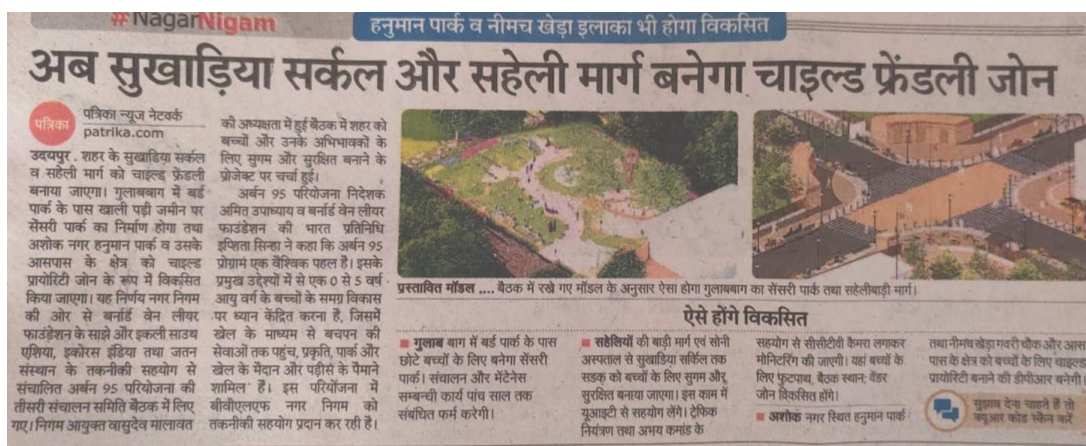 #NagarNigam
हनुमान पार्क व नीमच खेड़ा इलाका भी होगा विकसित
अब सुखाड़िया सर्कल और सहेली मार्ग बनेगा चाइल्ड फ्रेंडली जोन
पत्रिका
पत्रिका न्यूज नेटवर्क
patrika.com
उदयपुर. शहर के सुखाड़िया सर्कल
व सहेली मार्ग को चाइल्ड फ्रेंडली
बनाया जाएगा। गुलाबबाग में बर्ड
पार्क के पास खाली पड़ी जमीन पर
सेंसरी पार्क का निर्माण होगा तथा
अशोक नगर हनुमान पार्क व उसके
आसपास के क्षेत्र को चाइल्ड
प्रायोरिटी जोन के रूप में विकसित
किया जाएगा। यह निर्णय नगर निगम
की ओर से बर्नार्ड वेन लीयर
फाउंडेशन के साझे और इकली साउथ
एशिया, इकोरस इंडिया तथा जतन
संस्थान के तकनीकी सहयोग से
संचालित अर्बन 95 परियोजना की
तीसरी संचालन समिति बैठक में लिए
गए। निगम आयुक्त वासुदेव मालावत
की अध्यक्षता में हुई बैठक में शहर को
बच्चों और उनके अभिभावकों के
लिए सुगम और सुरक्षित बनाने के
प्रोजेक्ट पर चर्चा हुई।
अर्बन 95 परियोजना निदेशक
अमित उपाध्याय व बर्नार्ड वेन लीयर
फाउंडेशन की भारत प्रतिनिधि
इप्शिता सिन्हा ने कहा कि अर्बन 95
प्रोग्राम एक वैश्विक पहल है। इसके
प्रमुख उद्देश्यों में से एक 0 से 5 वर्ष
आयु वर्ग के बच्चों के समग्र विकास
पर ध्यान केंद्रित करना है, जिसमें
खेल के माध्यम से बचपन की
सेवाओं तक पहुंच, प्रकृति, पार्क और
खेल के मैदान और पड़ौस के पैमाने
शामिल है। इस परियोजना में
बीवीएलएफ नगर निगम को
तकनीकी सहयोग प्रदान कर रही है।
प्रस्तावित मॉडल .... बैठक में रखे गए मॉडल के अनुसार ऐसा होगा गुलाबबाग का सेंसरी पार्क तथा सहेलीबाड़ी मार्ग।
ऐसे होंगे विकसित
■ गुलाब बाग में बर्ड पार्क के पास
छोटे बच्चों के लिए बनेगा सेंसरी
पार्क। संचालन और मेंटेनेस
सम्बन्धी कार्य पांच साल तक
संबंधित फर्म करेगी।
■ सहेलियों की बाड़ी मार्ग एवं सोनी
अस्पताल से सुखाड़िया सर्किल तक
सड़क को बच्चों के लिए सुगम और
सुरक्षित बनाया जाएगा। इस काम में
यूआइटी से सहयोग लेंगे। ट्रेफिक
नियंत्रण तथा अभय कमांड के
सहयोग से सीसीटीवी कैमरा लगाकर
मोनिटरिंग की जाएगी। यहां बच्चों के
लिए फुटपाथ, बैठक स्थान, वेंडर
जोन विकसित होंगे।
■ अशोक नगर स्थित हनुमान पार्क
तथा नीमच खेड़ा गवरी चौक और आस
पास के क्षेत्र को बच्चों के लिए चाइल्ड
प्रायोरिटी बनाने की डीपीआर बनेगी।
सुझाव देना चाहते हैं तो
क्यूआर कोड स्कैन करें